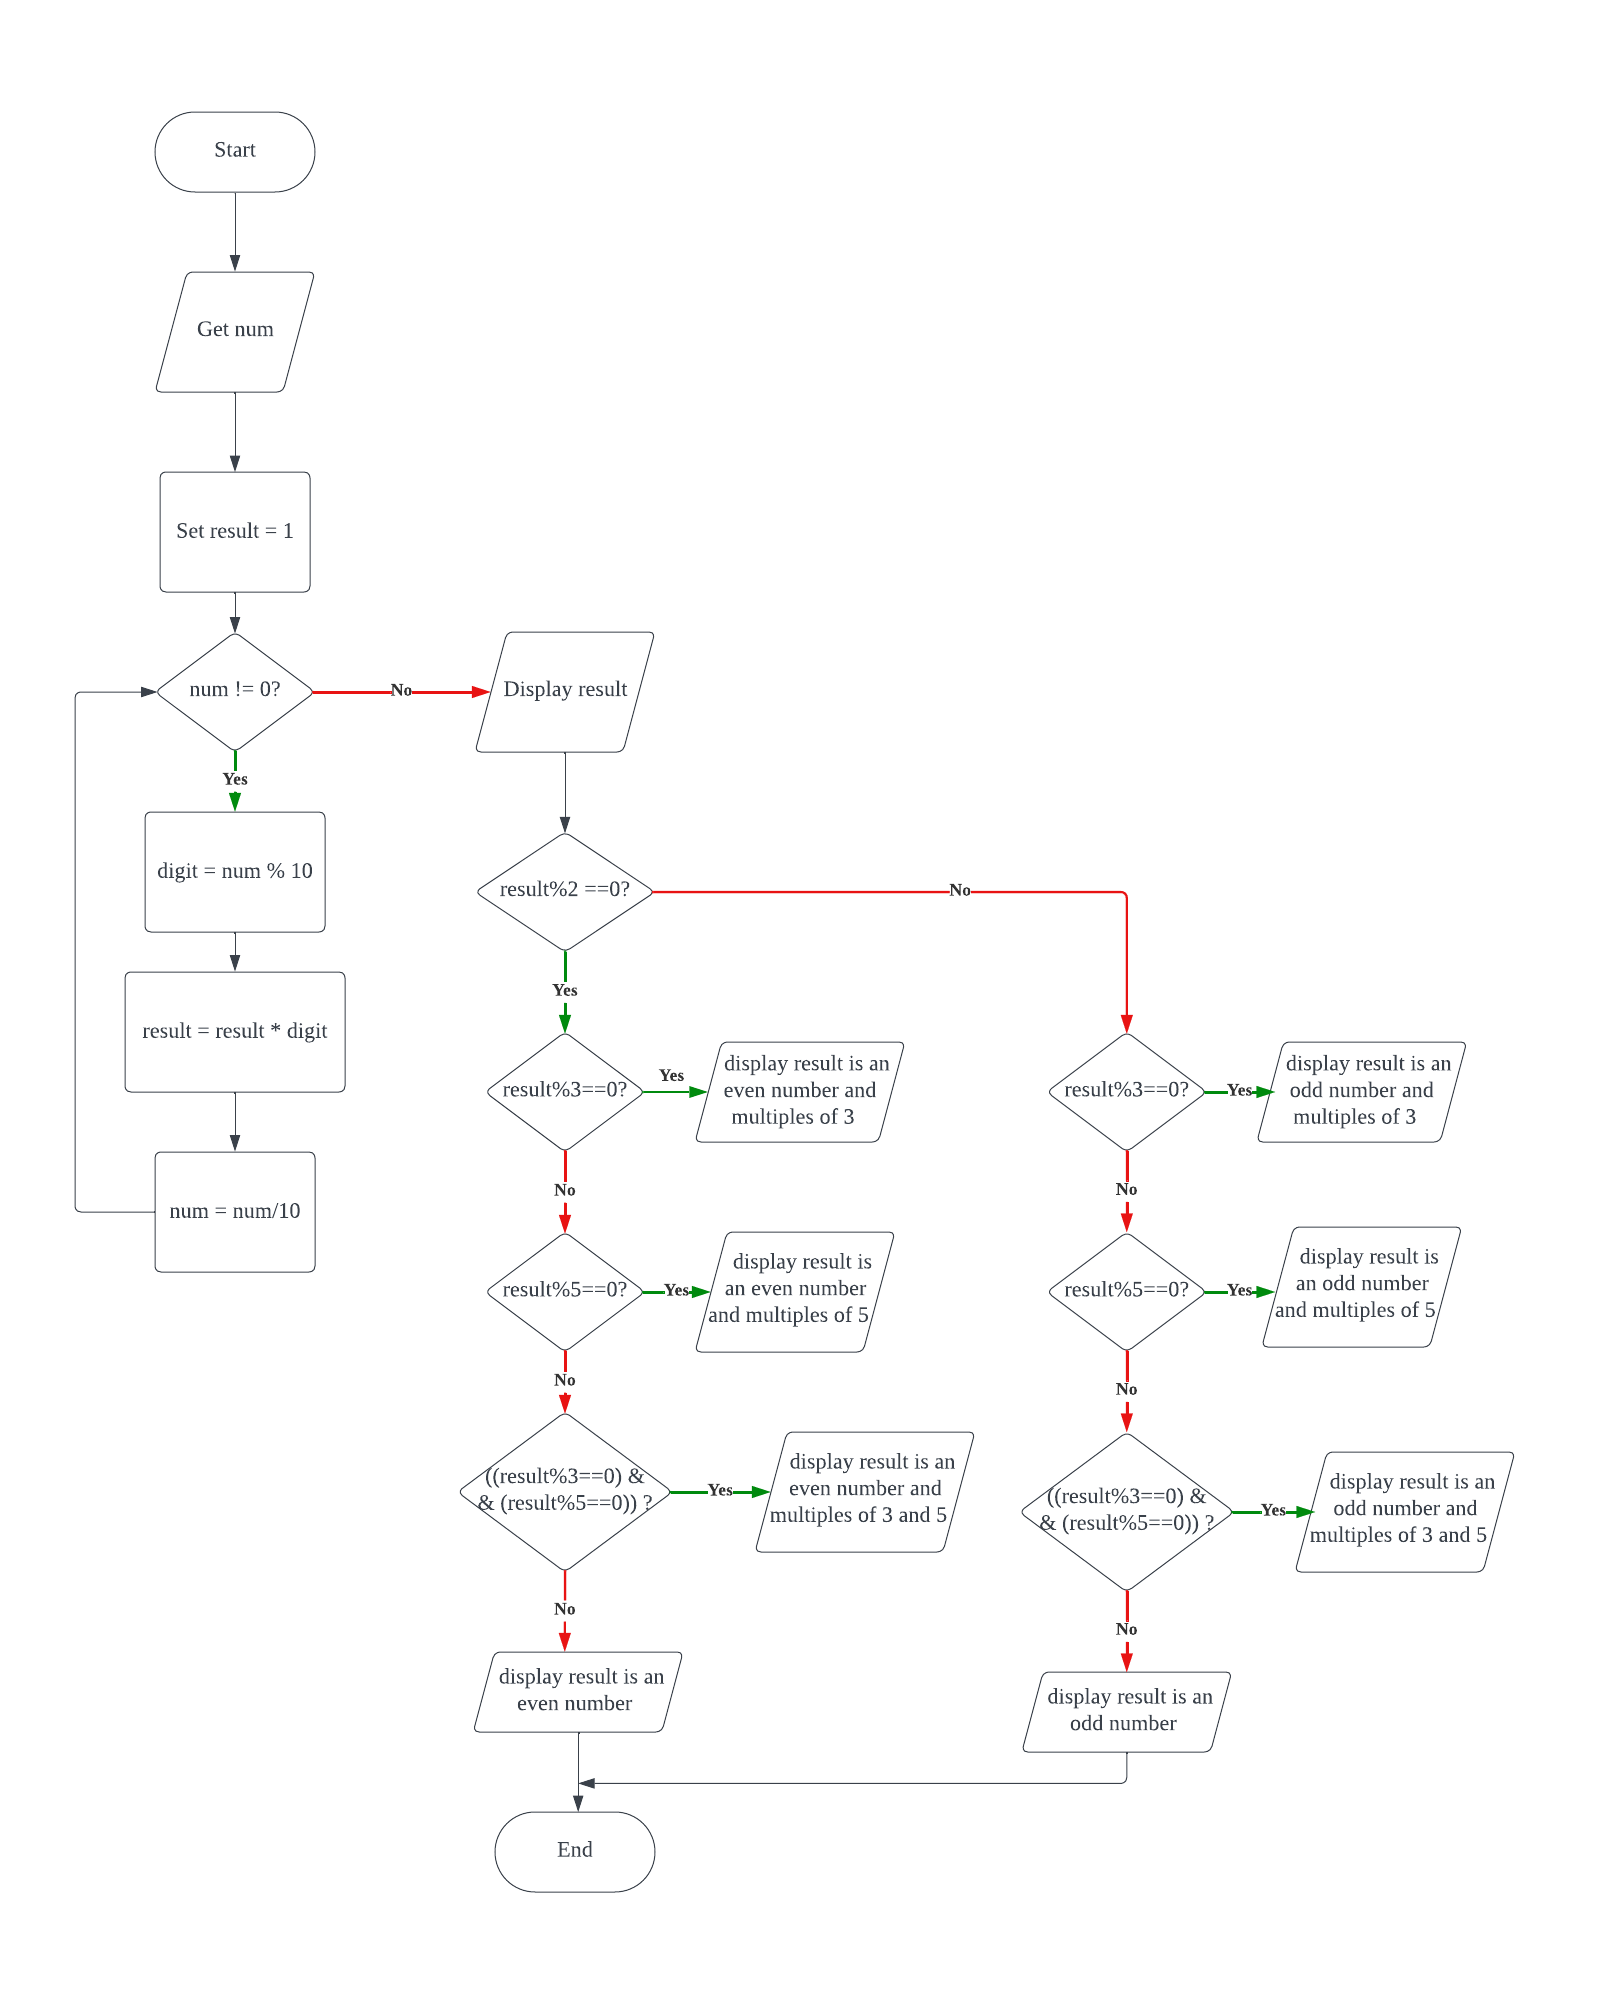 Start
Get num
Set result = 1
num != 0?
No
Display result
Yes
digit = num % 10
result = result * digit
num = num/10
result%2 ==0?
No
Yes
result%3==0?
Yes
display result is an
even number and
multiples of 3
No
result%5==0?
Yes
display result is
an even number
and multiples of 5
No
((result%3==0) &
& (result%5==0)) ?
Yes
display result is an
even number and
multiples of 3 and 5
No
display result is an
even number
result%3==0?
Yes
display result is an
odd number and
multiples of 3
No
result%5==0?
Yes
display result is
an odd number
and multiples of 5
No
((result%3==0) &
& (result%5==0)) ?
Yes
display result is an
odd number and
multiples of 3 and 5
No
display result is an
odd number
End